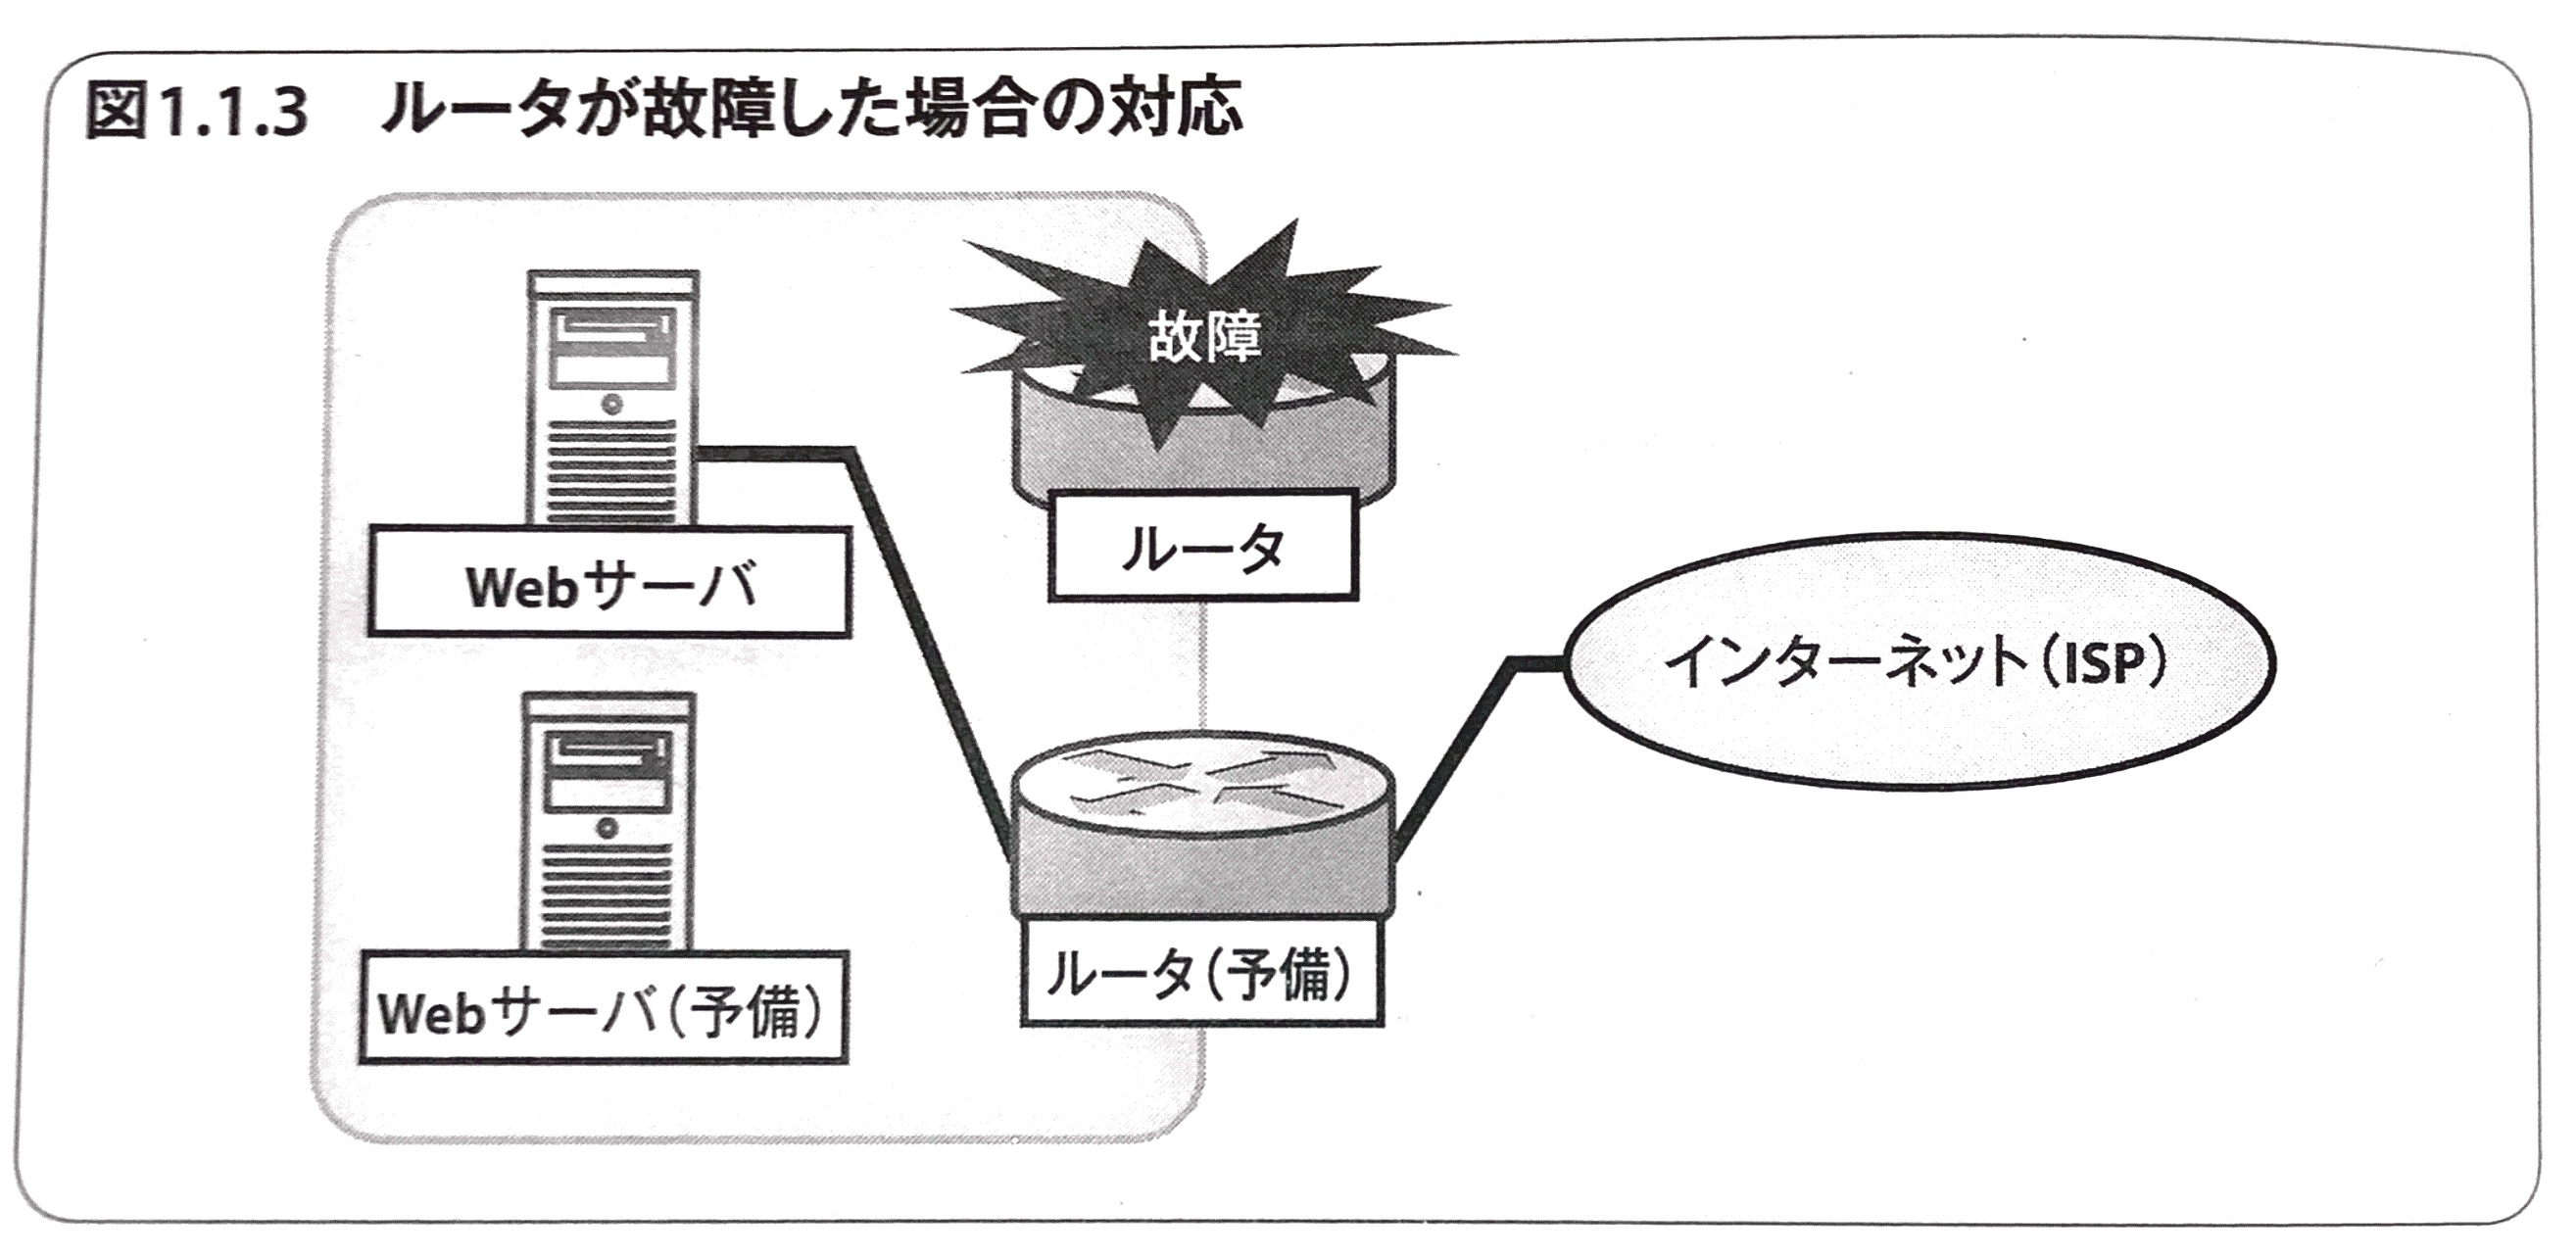 図1.1.3　ルータが故障した場合の対応
故障
ルータ
Webサーバ
インターネット（ISP）
Webサーバ（予備）
ルータ（予備）